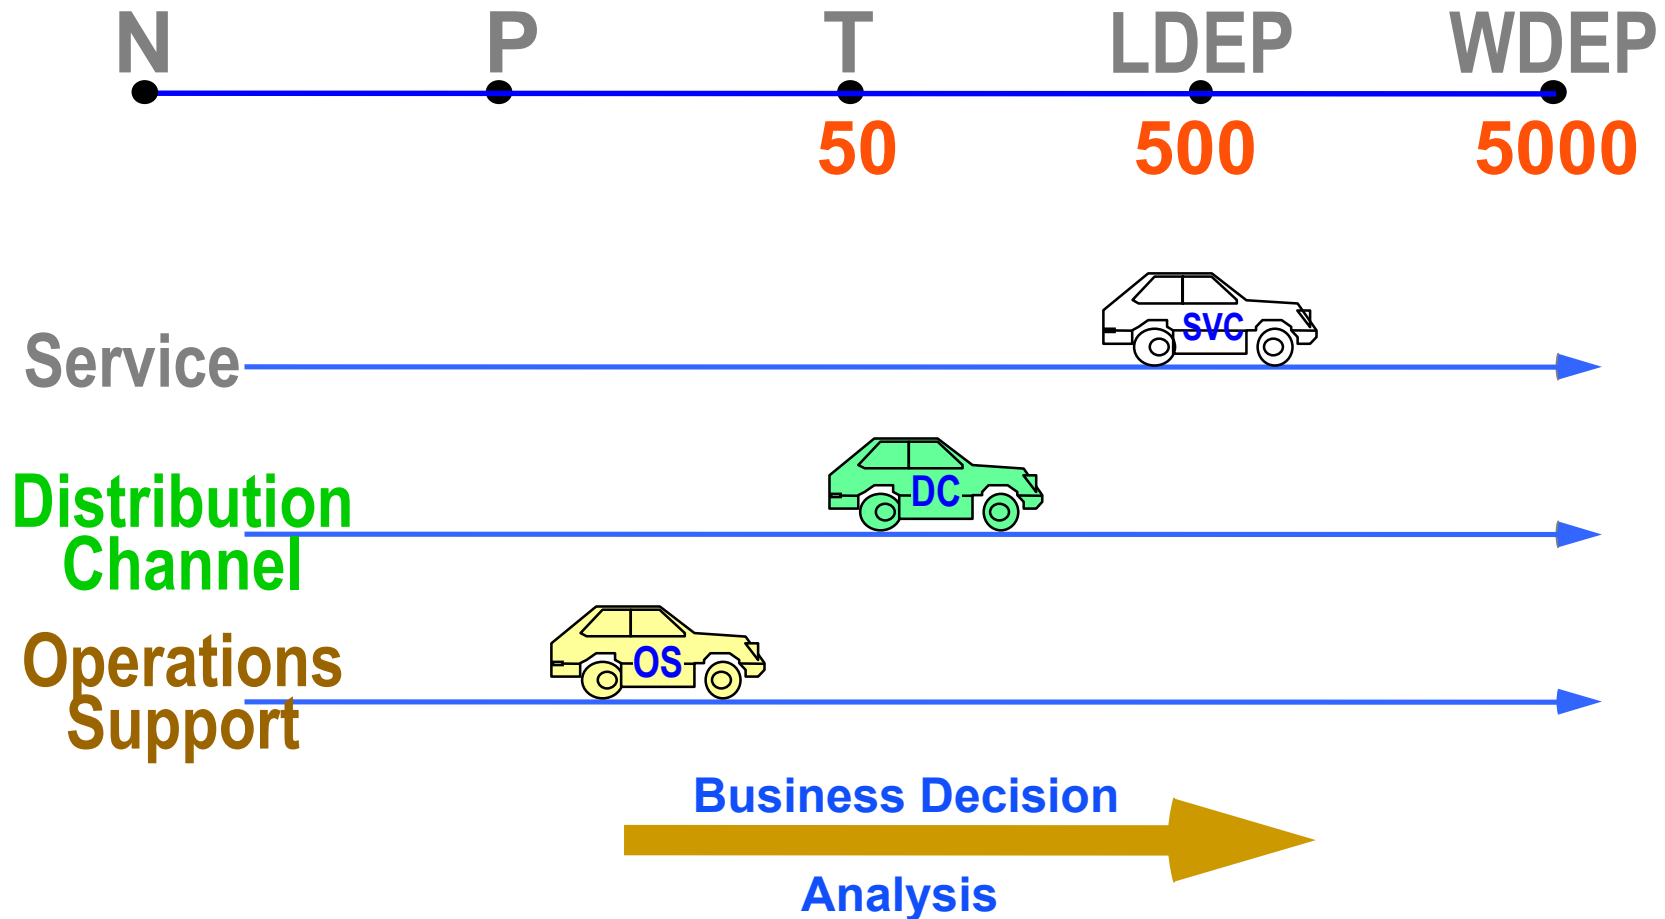 N P T LDEP WDEP
50 500 5000
SVC
Service
DC
Distribution
Channel
OS
Operations
Support
Business Decision
Analysis